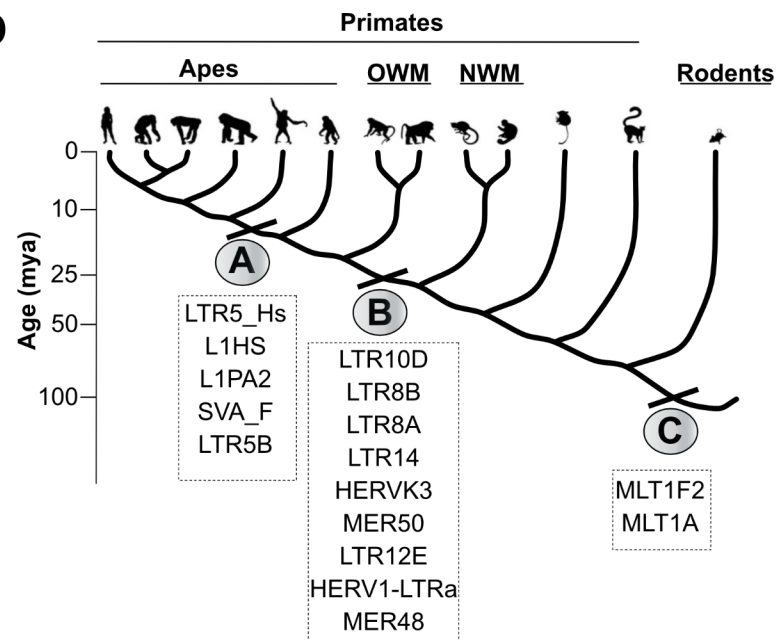 Primates
Apes OWM NWM Rodents
0
10
25
50
100
Age (mya)
A
LTR5_Hs
L1HS
L1PA2
SVA_F
LTR5B
B
LTR10D
LTR8B
LTR8A
LTR14
HERVK3
MER50
LTR12E
HERV1-LTRa
MER48
C
MLT1F2
MLT1A